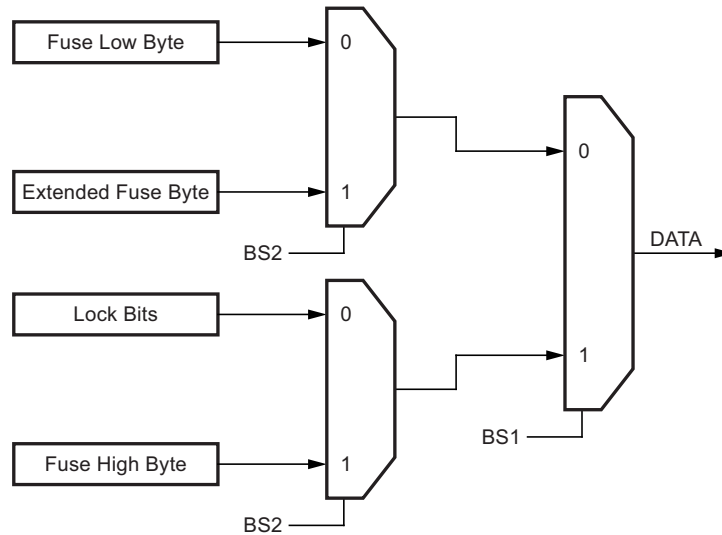 Fuse Low Byte
0
Extended Fuse Byte
1
BS2
0
DATA
Lock Bits
0
1
Fuse High Byte
1
BS1
BS2